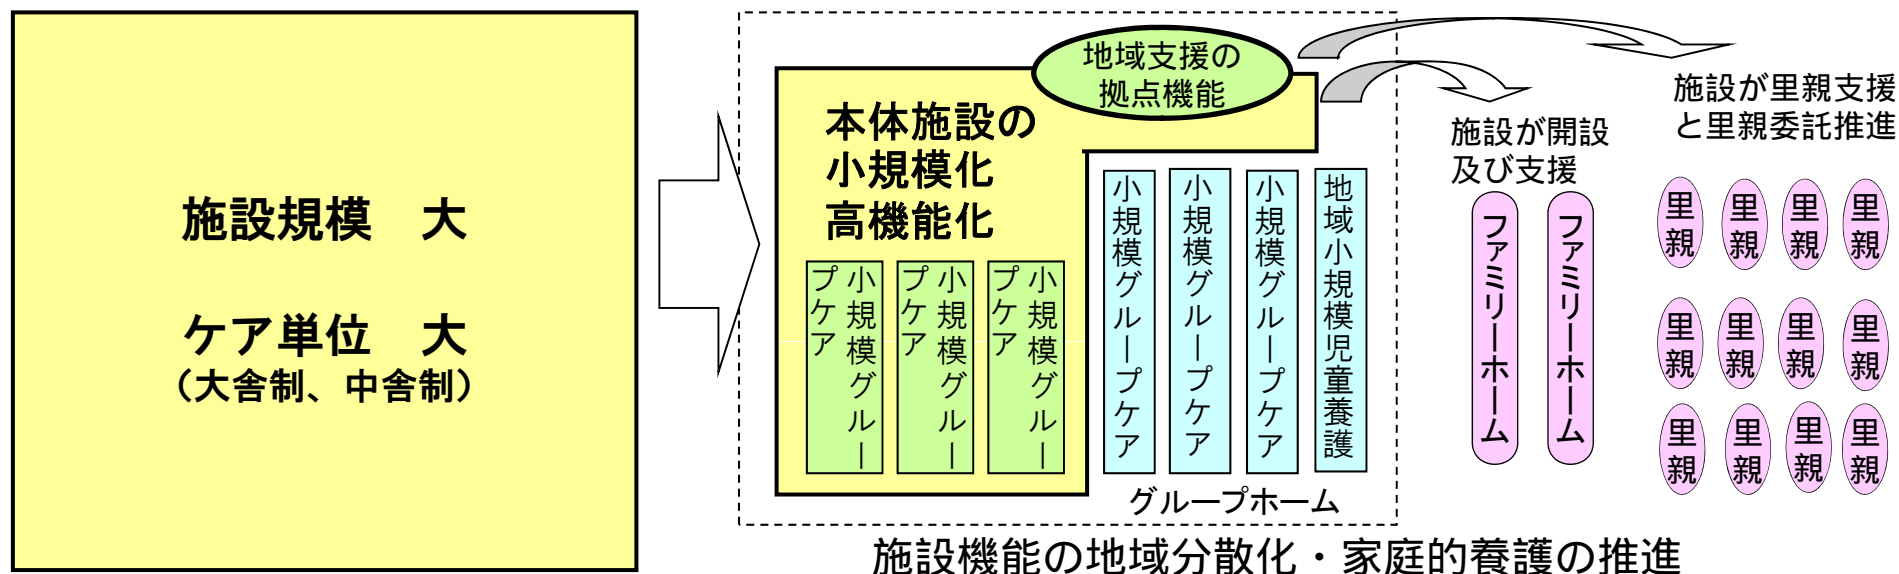 施設規模　大
ケア単位　大
（大舎制、中舎制）
地域支援の
拠点機能
本体施設の
小規模化
高機能化
小規模グルー
プケア
小規模グルー
プケア
小規模グルー
プケア
小規模グループケア
小規模グループケア
小規模グループケア
地域小規模児童養護
グループホーム
施設が開設
及び支援
ファミリーホーム
ファミリーホーム
施設が里親支援
と里親委託推進
里親
里親
里親
里親
里親
里親
里親
里親
里親
里親
里親
里親
施設機能の地域分散化・家庭的養護の推進